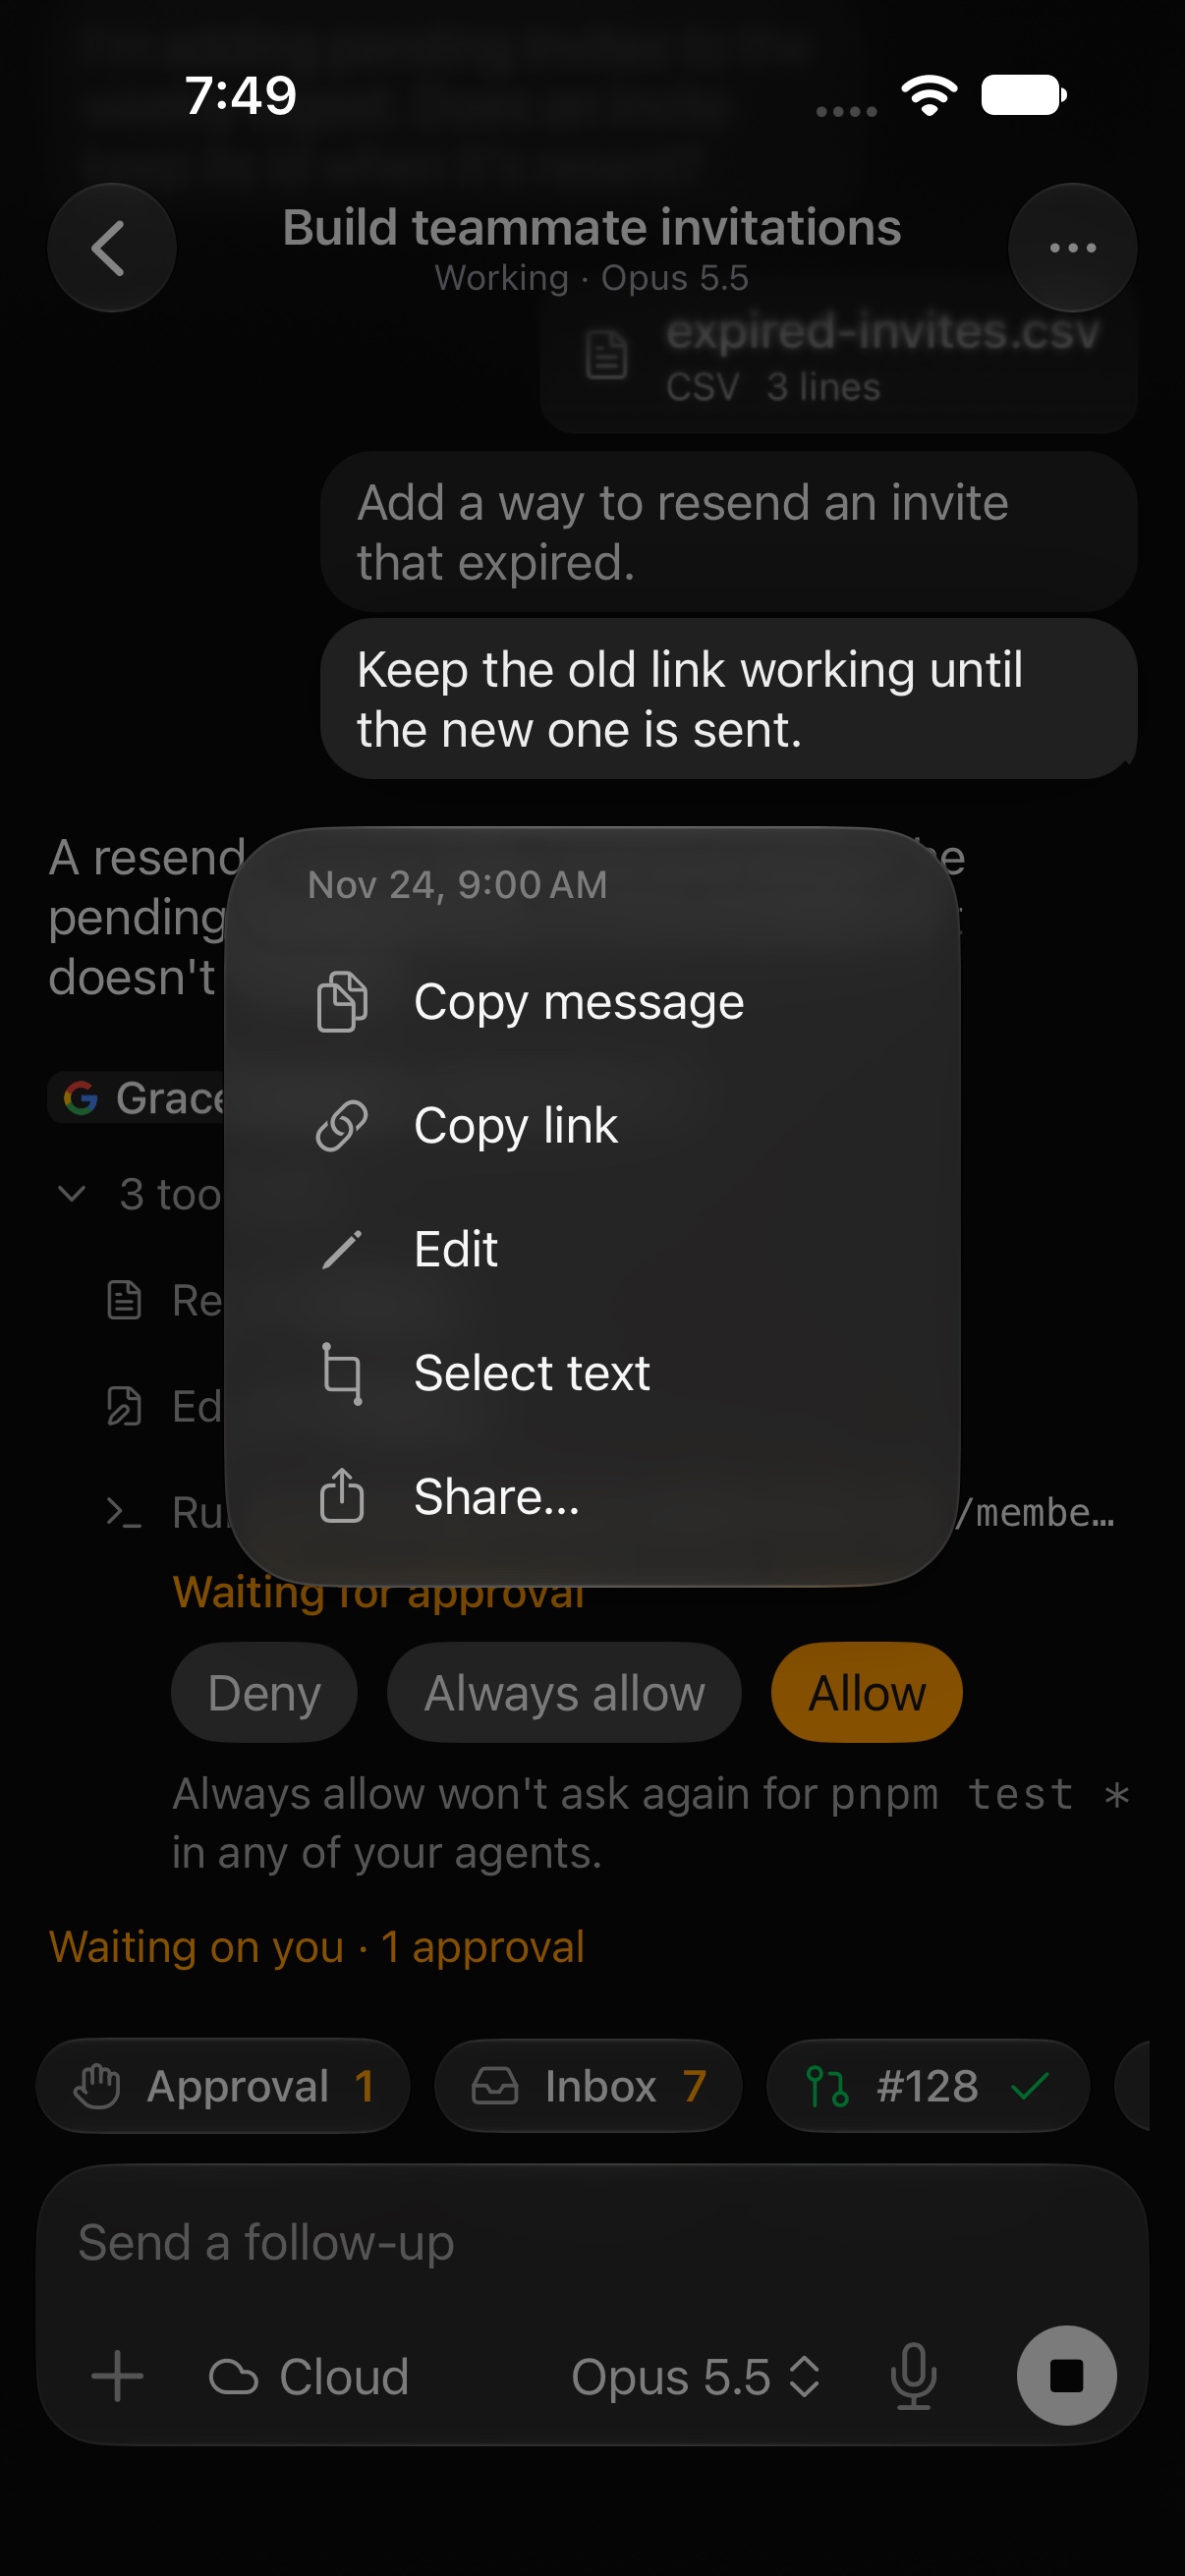 7:49
Build teammate invitations
Working · Opus 5.5
expired-invites.csv
CSV 3 lines
Add a way to resend an invite
that expired.
Keep the old link working until
the new one is sent.
A resend
pending
doesn't
Nov 24, 9:00 AM
Copy message
Copy link
Edit
Select text
Share...
Grace
3
/membe…
Waiting for approval
Deny
Always allow
Allow
Always allow won't ask again for pnpm test *
in any of your agents.
Waiting on you · 1 approval
Approval 1
Inbox 7
#128
Send a follow-up
Cloud
Opus 5.5